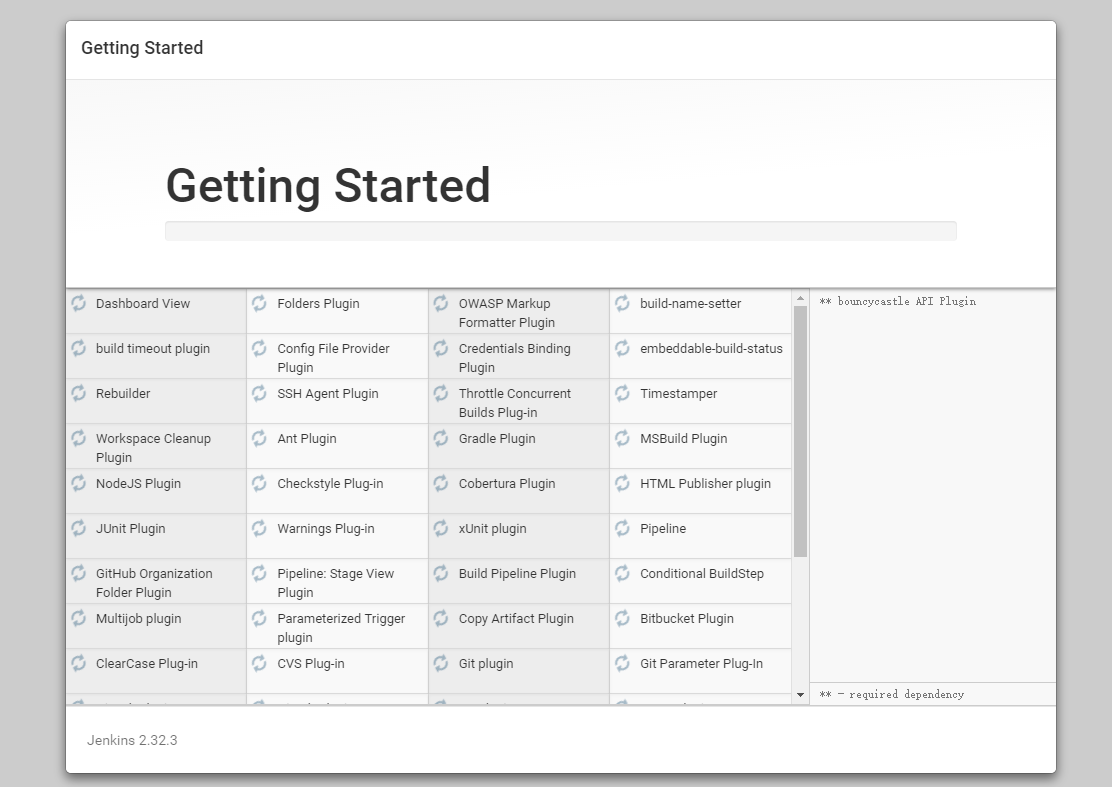 Getting Started
Getting Started
Dashboard View
Folders Plugin
OWASP Markup
Formatter Plugin
build-name-setter
** bouncycastle API Plugin
build timeout plugin
Config File Provider
Plugin
Credentials Binding
Plugin
embeddable-build-status
Rebuilder
SSH Agent Plugin
Throttle Concurrent
Builds Plug-in
Timestamper
Workspace Cleanup
Plugin
Ant Plugin
Gradle Plugin
MSBuild Plugin
NodeJS Plugin
Checkstyle Plug-in
Cobertura Plugin
HTML Publisher plugin
JUnit Plugin
Warnings Plug-in
xUnit plugin
Pipeline
GitHub Organization
Folder Plugin
Pipeline: Stage View
Plugin
Build Pipeline Plugin
Conditional BuildStep
Multijob plugin
Parameterized Trigger
plugin
Copy Artifact Plugin
Bitbucket Plugin
ClearCase Plug-in
CVS Plug-in
Git plugin
Git Parameter Plug-In
** - required dependency
Jenkins 2.32.3